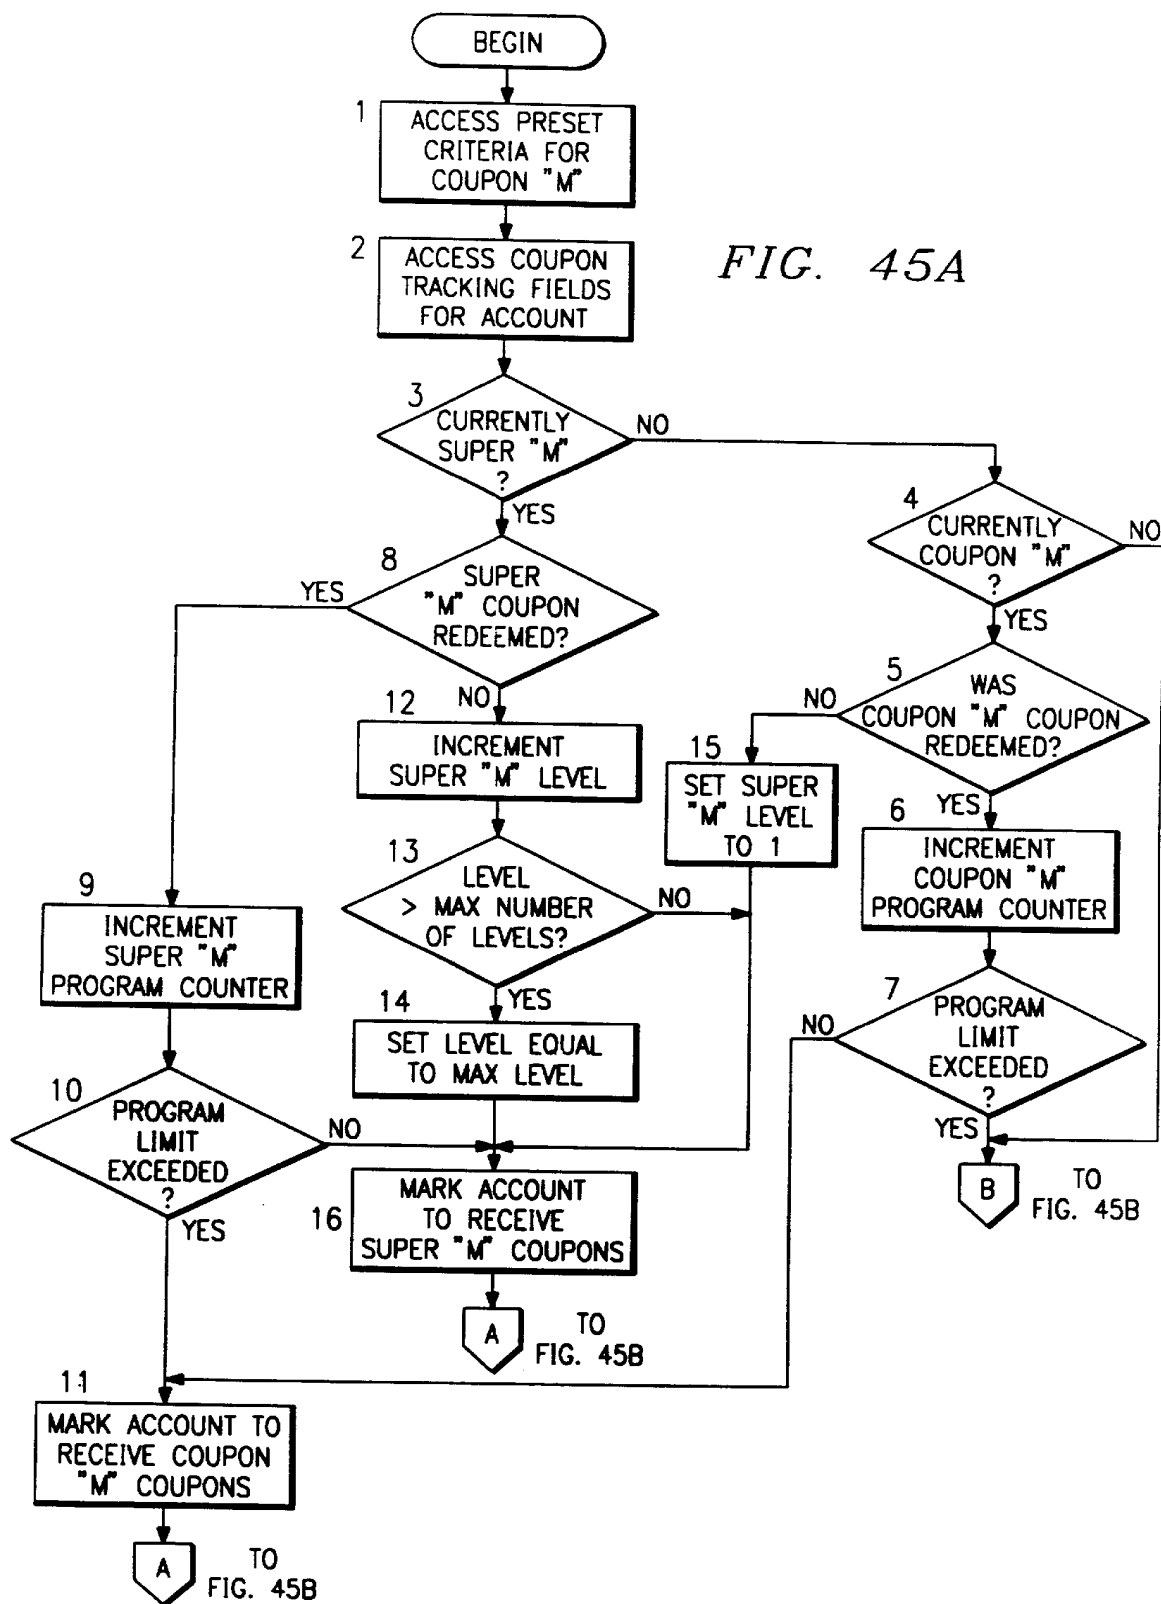 BEGIN
1
ACCESS PRESET
CRITERIA FOR
COUPON "M"
2
ACCESS COUPON
TRACKING FIELDS
FOR ACCOUNT
FIG. 45A
3
CURRENTLY
SUPER "M"
?
NO
YES
4
CURRENTLY
COUPON "M"
?
NO
YES
8
SUPER
"M" COUPON
REDEEMED?
YES
NO
5
WAS
COUPON "M" COUPON
REDEEMED?
NO
YES
12
INCREMENT
SUPER "M" LEVEL
15
SET SUPER
"M" LEVEL
TO 1
6
INCREMENT
COUPON "M"
PROGRAM COUNTER
13
LEVEL
> MAX NUMBER
OF LEVELS?
NO
YES
9
INCREMENT
SUPER "M"
PROGRAM COUNTER
14
SET LEVEL EQUAL
TO MAX LEVEL
7
PROGRAM
LIMIT
EXCEEDED
?
NO
YES
10
PROGRAM
LIMIT
EXCEEDED
?
NO
YES
16
MARK ACCOUNT
TO RECEIVE
SUPER "M" COUPONS
B
TO
FIG. 45B
A
TO
FIG. 45B
11
MARK ACCOUNT TO
RECEIVE COUPON
"M" COUPONS
A
TO
FIG. 45B